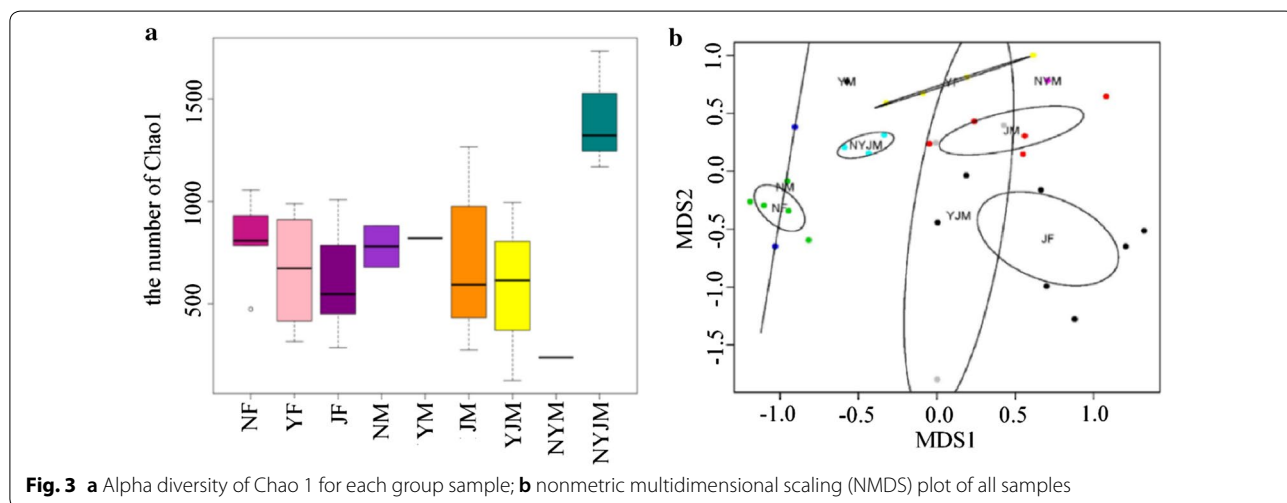 a
the number of Chao1
1500
1000
500
NF
YF
JF
NM
YM
JM
YJM
NYM
NYJM
b
MDS2
1.0
0.5
0.0
-0.5
-1.0
-1.5
YM
YF
NYM
JM
NYJM
NM
NF
YJM
JF
-1.0 -0.5 0.0 0.5 1.0
MDS1
Fig. 3 a Alpha diversity of Chao 1 for each group sample; b nonmetric multidimensional scaling (NMDS) plot of all samples